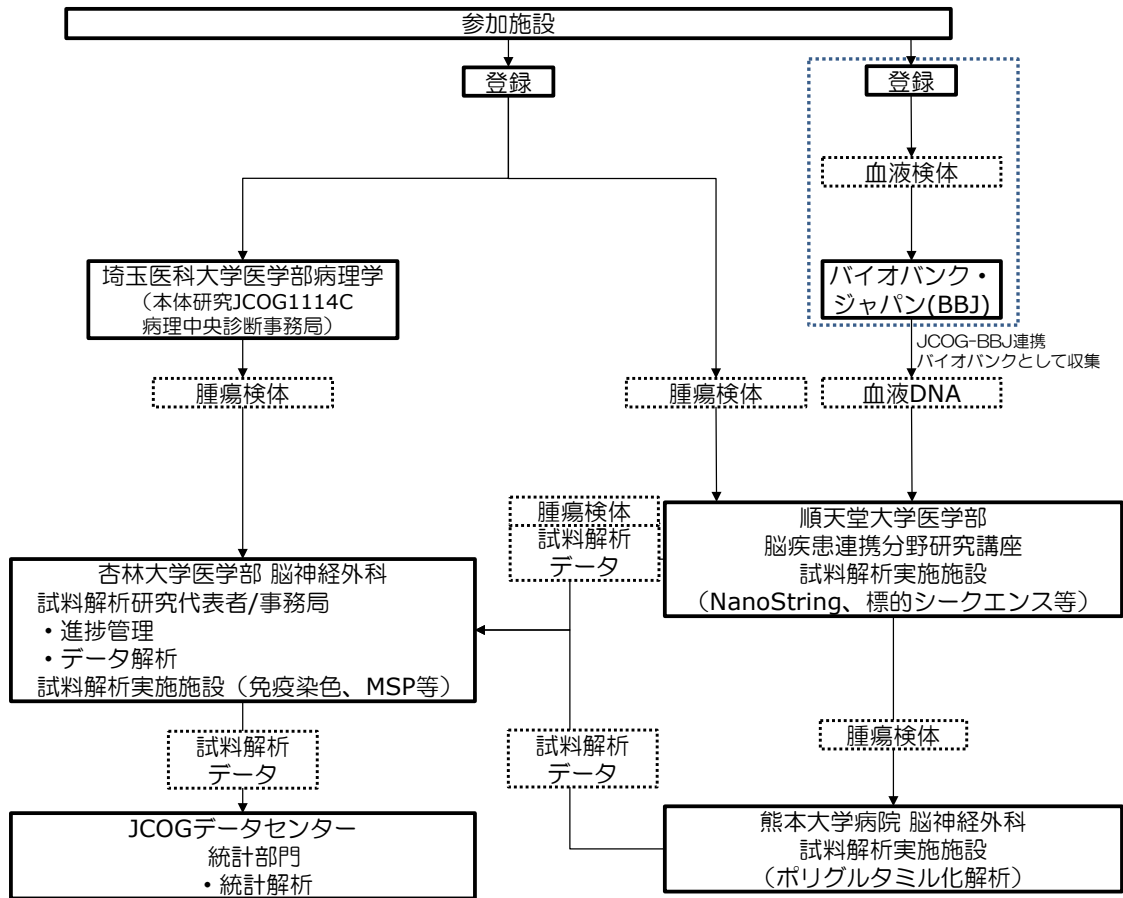 参加施設
登録
登録
血液検体
埼玉医科大学医学部病理学
（本体研究JCOG1114C
病理中央診断事務局）
バイオバンク・
ジャパン(BBJ)
JCOG-BBJ連携
バイオバンクとして収集
腫瘍検体
腫瘍検体
血液DNA
腫瘍検体
試料解析
データ
順天堂大学医学部
脳疾患連携分野研究講座
試料解析実施施設
（NanoString、標的シークエンス等）
杏林大学医学部 脳神経外科
試料解析研究代表者/事務局
・進捗管理
・データ解析
試料解析実施施設（免疫染色、MSP等）
試料解析
データ
試料解析
データ
腫瘍検体
JCOGデータセンター
統計部門
・統計解析
熊本大学病院 脳神経外科
試料解析実施施設
（ポリグルタミル化解析）